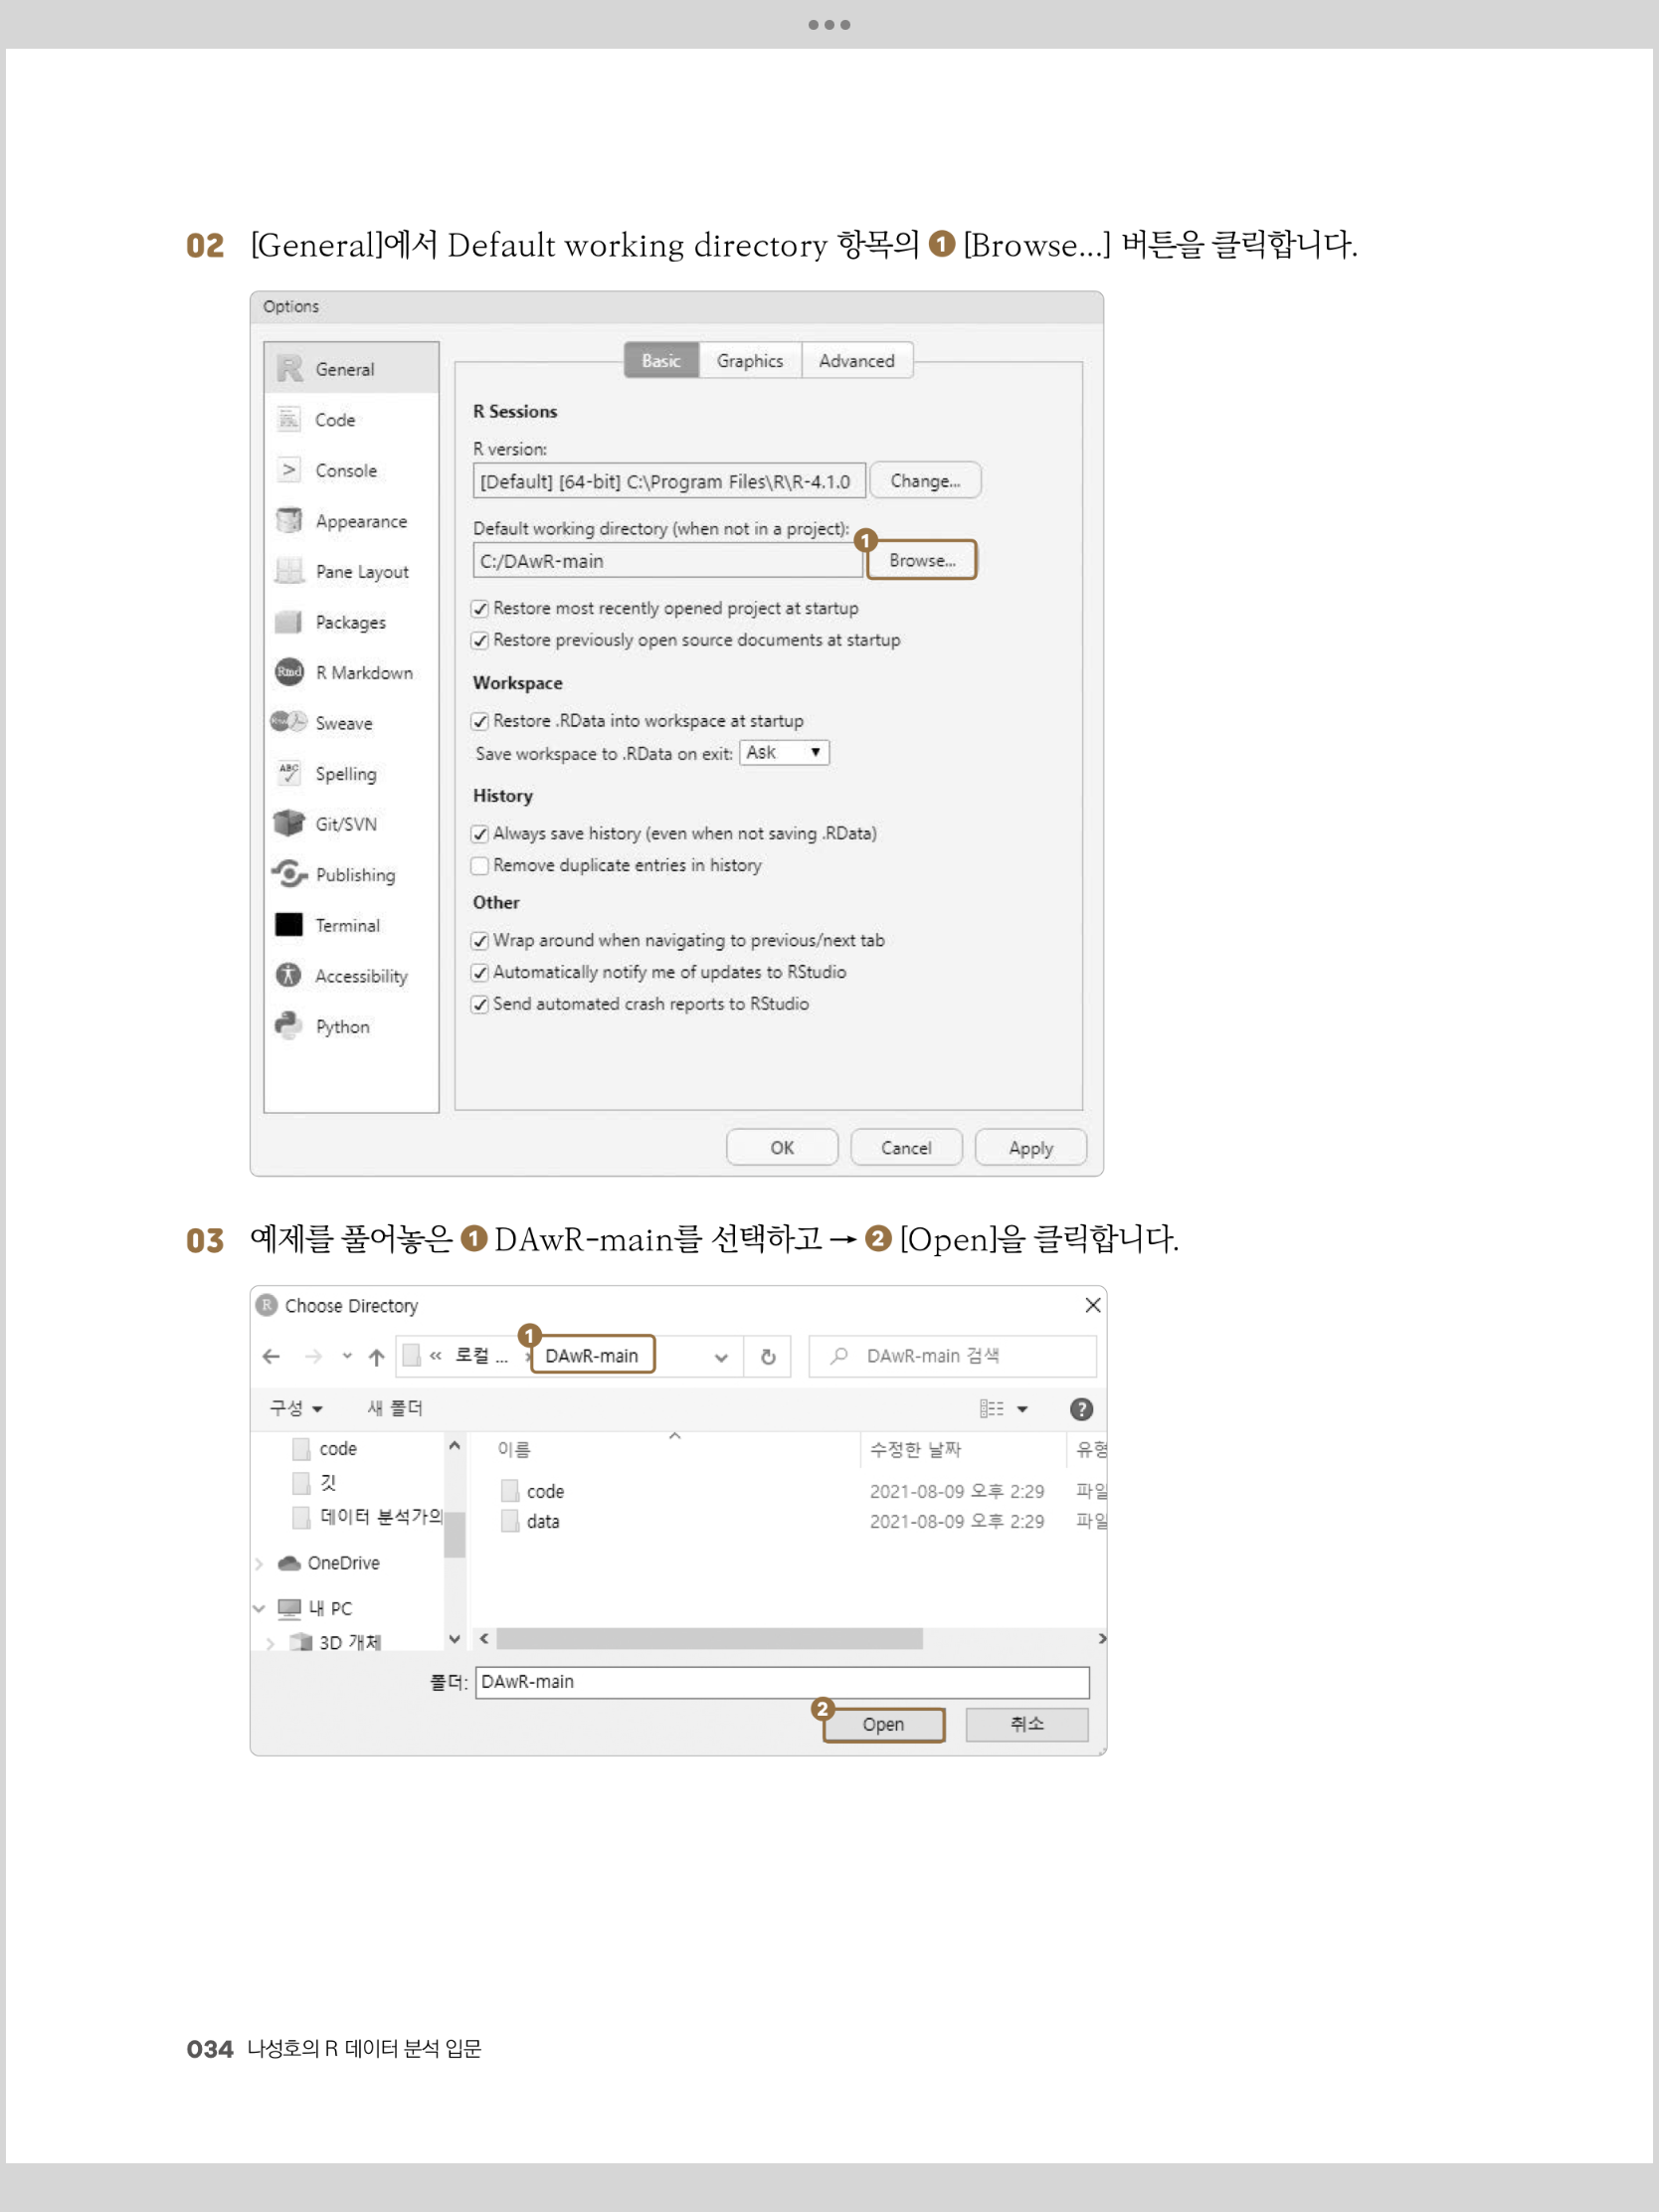 02 [General]에서 Default working directory 항목의 ❶ [Browse...] 버튼을 클릭합니다.
Options
General
Code
Console
Appearance
Pane Layout
Packages
Rmd R Markdown
Sweave
ABC Spelling
Git/SVN
Publishing
Terminal
Accessibility
Python
Basic Graphics Advanced
R Sessions
R version:
[Default] [64-bit] C:\Program Files\R\R-4.1.0 Change...
Default working directory (when not in a project):
C:/DAwR-main ❶ Browse...
Restore most recently opened project at startup
Restore previously open source documents at startup
Workspace
Restore .RData into workspace at startup
Save workspace to .RData on exit: Ask
History
Always save history (even when not saving .RData)
Remove duplicate entries in history
Other
Wrap around when navigating to previous/next tab
Automatically notify me of updates to RStudio
Send automated crash reports to RStudio
OK Cancel Apply
03 예제를 풀어놓은 ❶ DAwR-main를 선택하고 → ❷ [Open]을 클릭합니다.
R Choose Directory
« 로컬 ... › ❶ DAwR-main DAwR-main 검색
구성 새 폴더
code
깃
데이터 분석가의
OneDrive
내 PC
3D 개체
이름 수정한 날짜 유형
code 2021-08-09 오후 2:29 파일
data 2021-08-09 오후 2:29 파일
폴더: DAwR-main
❷ Open 취소
034 나성호의 R 데이터 분석 입문